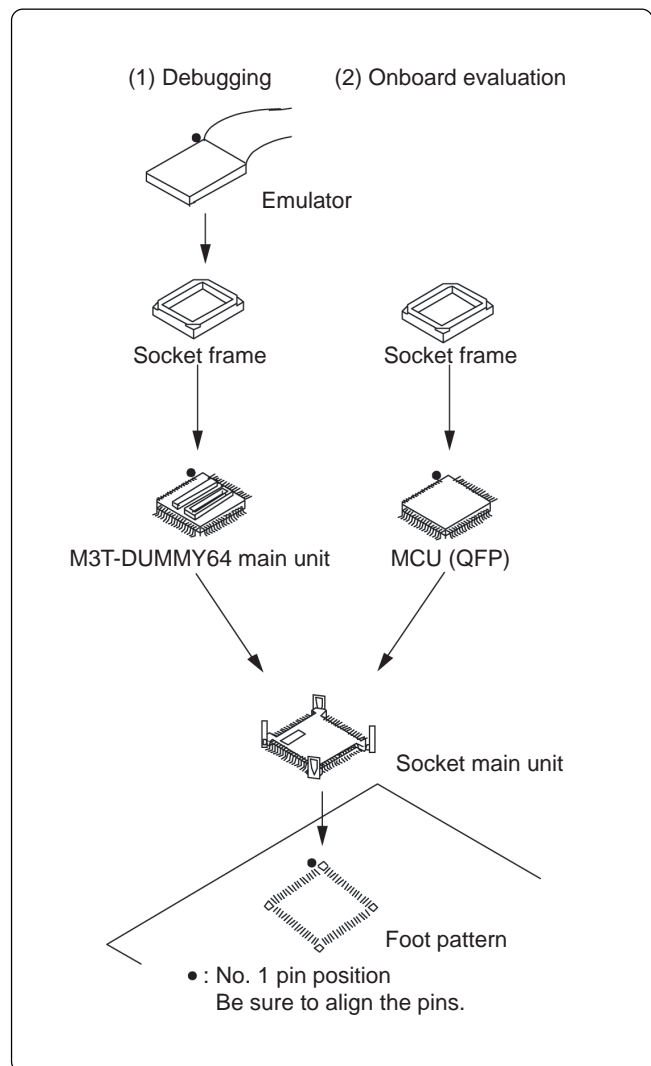 (1) Debugging
(2) Onboard evaluation
Emulator
Socket frame
Socket frame
M3T-DUMMY64 main unit
MCU (QFP)
Socket main unit
Foot pattern
● : No. 1 pin position
Be sure to align the pins.